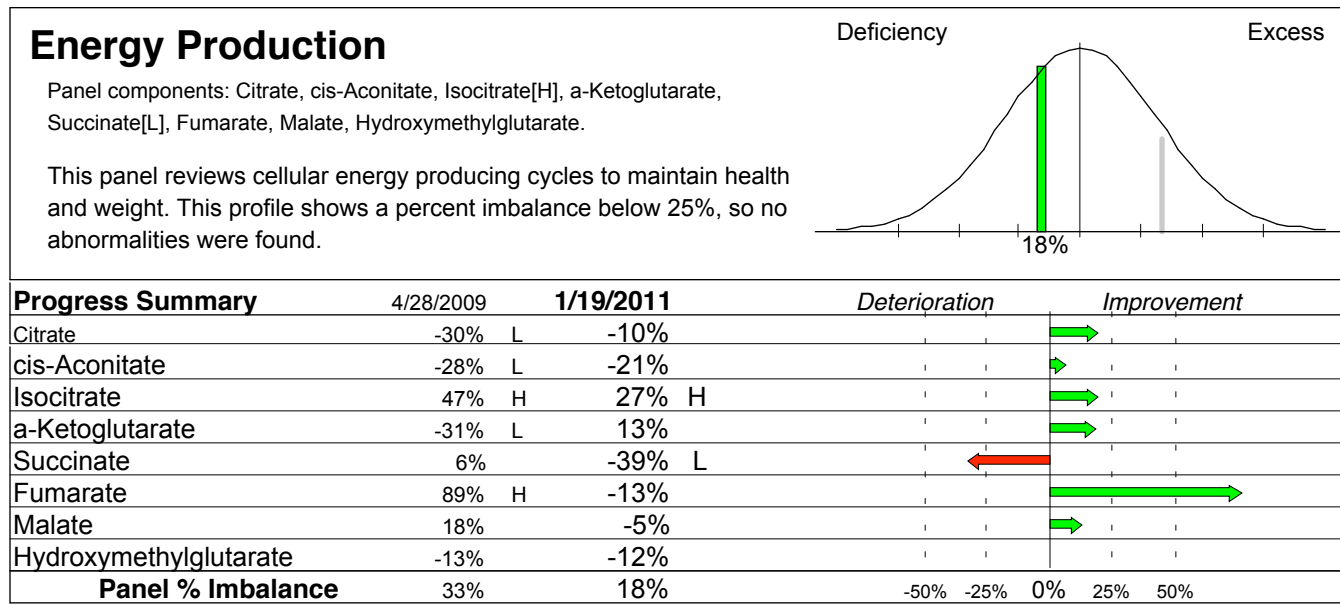 Energy Production
Panel components: Citrate, cis-Aconitate, Isocitrate[H], a-Ketoglutarate,
Succinate[L], Fumarate, Malate, Hydroxymethylglutarate.
This panel reviews cellular energy producing cycles to maintain health
and weight. This profile shows a percent imbalance below 25%, so no
abnormalities were found.
Deficiency Excess
18%
Progress Summary 4/28/2009 1/19/2011 Deterioration Improvement
Citrate -30% L -10%
cis-Aconitate -28% L -21%
Isocitrate 47% H 27% H
a-Ketoglutarate -31% L 13%
Succinate 6% -39% L
Fumarate 89% H -13%
Malate 18% -5%
Hydroxymethylglutarate -13% -12%
Panel % Imbalance 33% 18% -50% -25% 0% 25% 50%